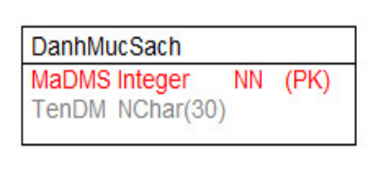 DanhMucSach
MaDMS Integer NN (PK)
TenDM NChar(30)